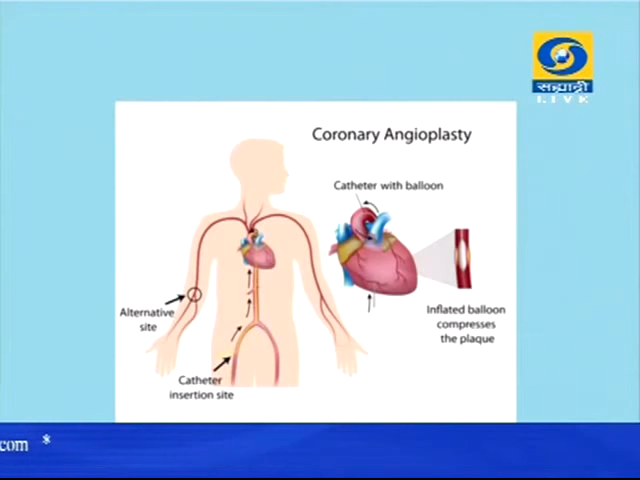 सह्याद्री
LIVE
Coronary Angioplasty
Catheter with balloon
Alternative
site
Inflated balloon
compresses
the plaque
Catheter
insertion site
com *